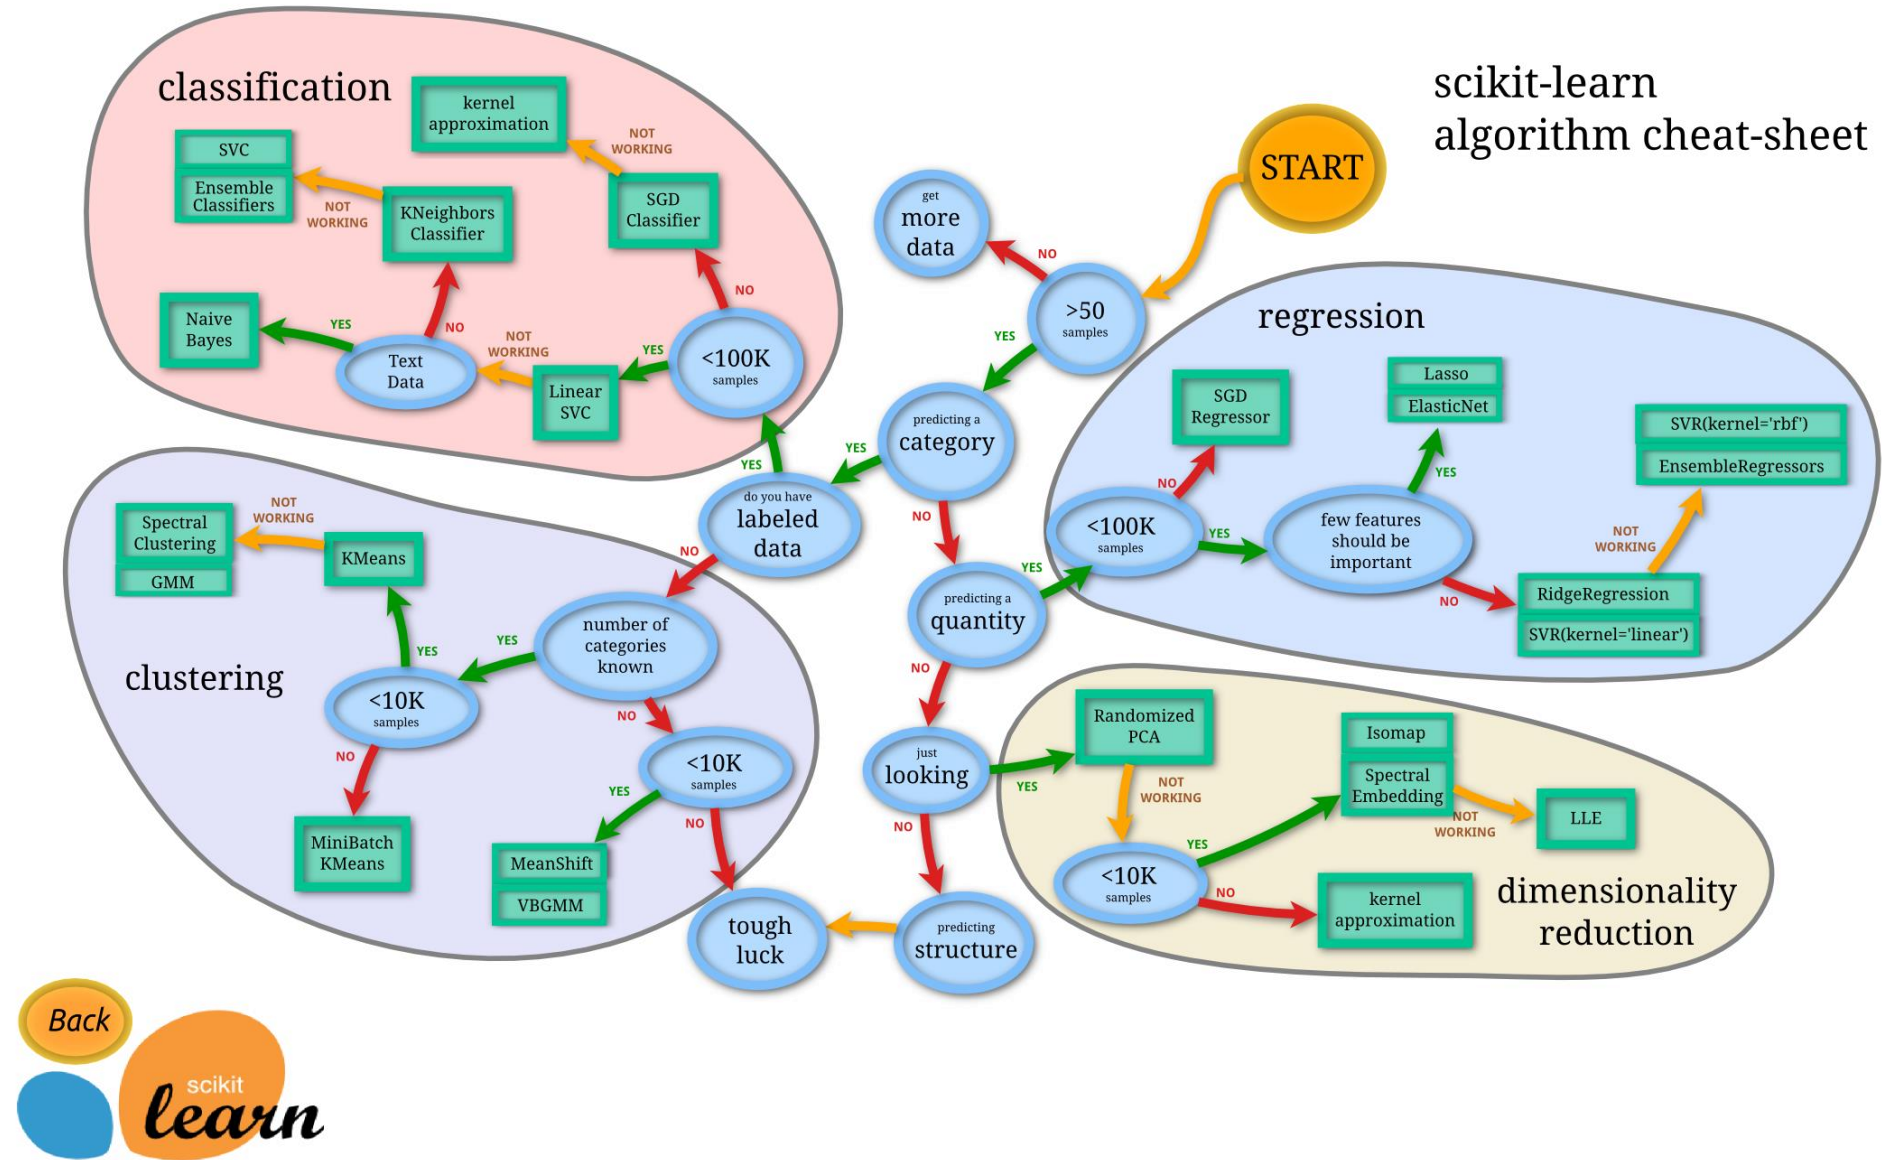 scikit-learn
algorithm cheat-sheet
START
>50
samples
NO
get
more
data
YES
predicting a
category
YES
do you have
labeled
data
YES
NO
NO
predicting a
quantity
YES
NO
just
looking
YES
NO
predicting
structure
tough
luck
classification
<100K
samples
NO
SGD
Classifier
NOT
WORKING
kernel
approximation
YES
Linear
SVC
NOT
WORKING
Text
Data
YES
Naive
Bayes
NO
KNeighbors
Classifier
NOT
WORKING
SVC
Ensemble
Classifiers
clustering
number of
categories
known
YES
<10K
samples
YES
KMeans
NOT
WORKING
Spectral
Clustering
GMM
NO
MiniBatch
KMeans
NO
<10K
samples
YES
MeanShift
VBGMM
NO
regression
<100K
samples
NO
SGD
Regressor
YES
few features
should be
important
YES
Lasso
ElasticNet
NO
RidgeRegression
SVR(kernel='linear')
NOT
WORKING
SVR(kernel='rbf')
EnsembleRegressors
dimensionality
reduction
Randomized
PCA
NOT
WORKING
<10K
samples
YES
Isomap
Spectral
Embedding
NOT
WORKING
LLE
NO
kernel
approximation
Back
scikit
learn